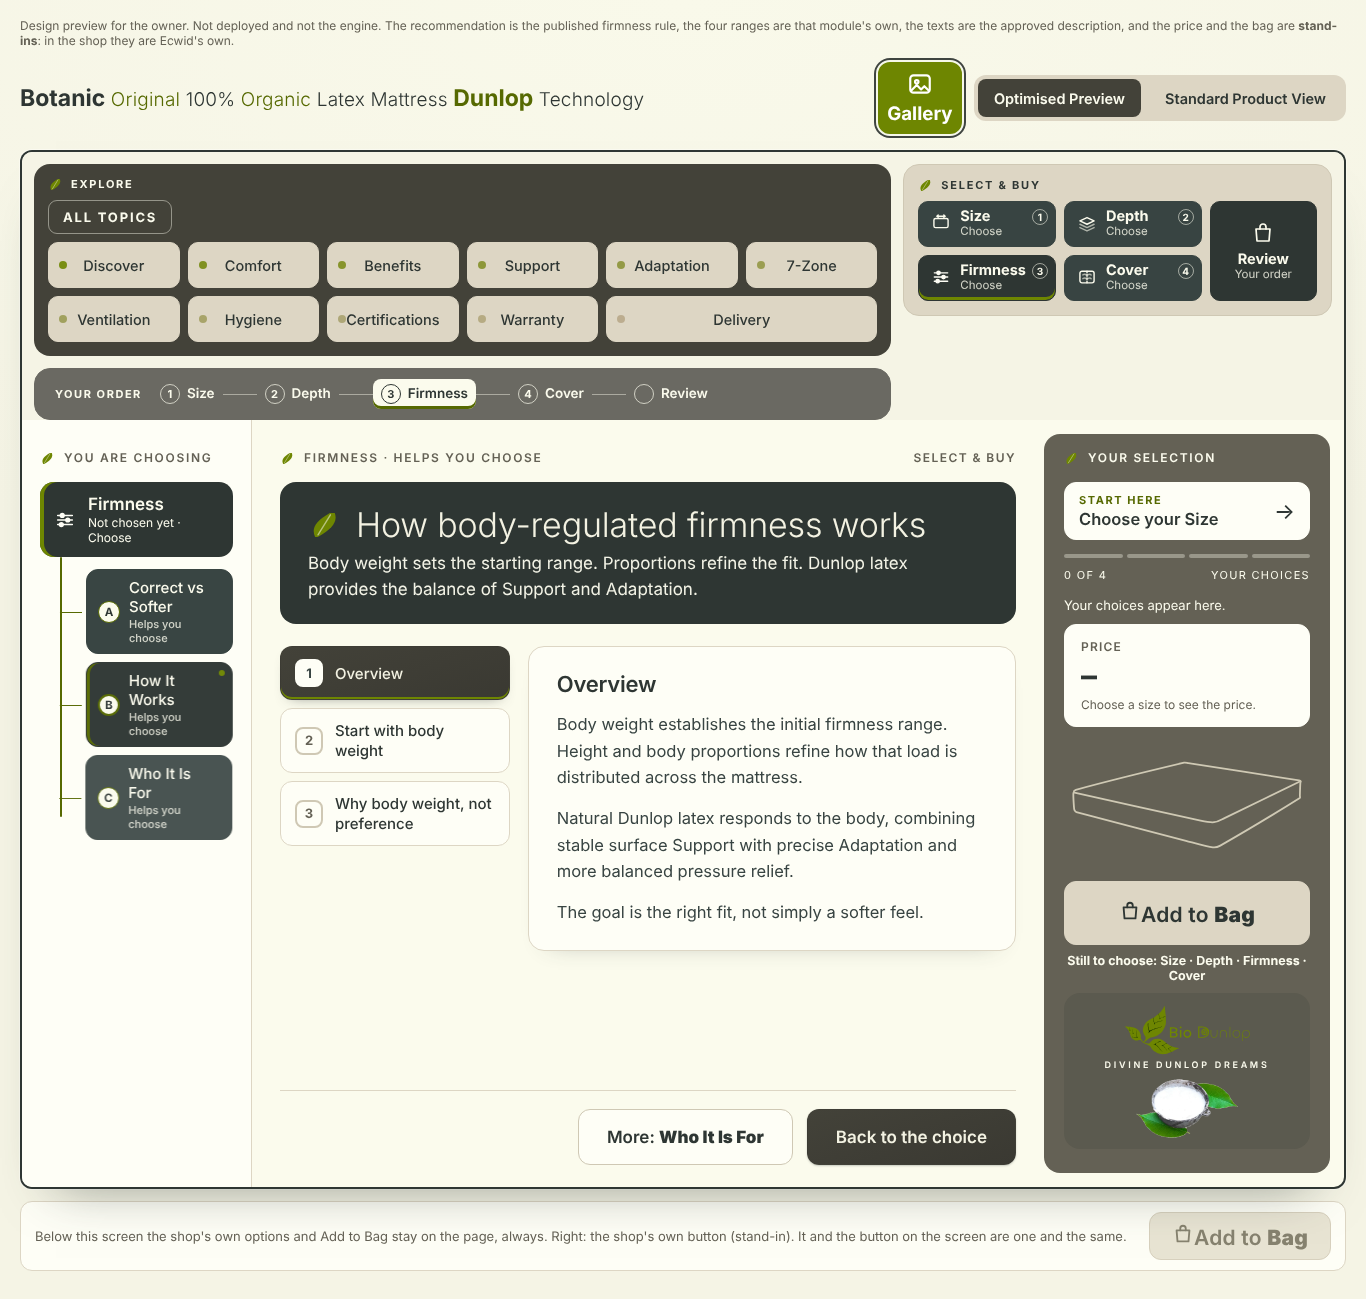 Design preview for the owner. Not deployed and not the engine. The recommendation is the published firmness rule, the four ranges are that module's own, the texts are the approved description, and the price and the bag are stand-
ins: in the shop they are Ecwid's own.
Botanic Original 100% Organic Latex Mattress Dunlop Technology
Gallery
Optimised Preview
Standard Product View
EXPLORE
ALL TOPICS
Discover
Comfort
Benefits
Support
Adaptation
7-Zone
Ventilation
Hygiene
Certifications
Warranty
Delivery
SELECT & BUY
Size 1
Choose
Depth 2
Choose
Firmness 3
Choose
Cover 4
Choose
Review
Your order
YOUR ORDER 1 Size 2 Depth 3 Firmness 4 Cover Review
YOU ARE CHOOSING
Firmness
Not chosen yet ·
Choose
A
Correct vs
Softer
Helps you
choose
B
How It
Works
Helps you
choose
C
Who It Is
For
Helps you
choose
FIRMNESS · HELPS YOU CHOOSE
SELECT & BUY
How body-regulated firmness works
Body weight sets the starting range. Proportions refine the fit. Dunlop latex
provides the balance of Support and Adaptation.
1 Overview
2 Start with body
weight
3 Why body weight, not
preference
Overview
Body weight establishes the initial firmness range.
Height and body proportions refine how that load is
distributed across the mattress.
Natural Dunlop latex responds to the body, combining
stable surface Support with precise Adaptation and
more balanced pressure relief.
The goal is the right fit, not simply a softer feel.
More: Who It Is For
Back to the choice
YOUR SELECTION
START HERE
Choose your Size
0 OF 4
YOUR CHOICES
Your choices appear here.
PRICE
–
Choose a size to see the price.
Add to Bag
Still to choose: Size · Depth · Firmness ·
Cover
Bio Dunlop
DIVINE DUNLOP DREAMS
Below this screen the shop's own options and Add to Bag stay on the page, always. Right: the shop's own button (stand-in). It and the button on the screen are one and the same.
Add to Bag